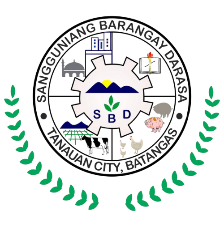 • SANGGUNIANG BARANGAY DARASA •
TANAUAN CITY, BATANGAS
SBD